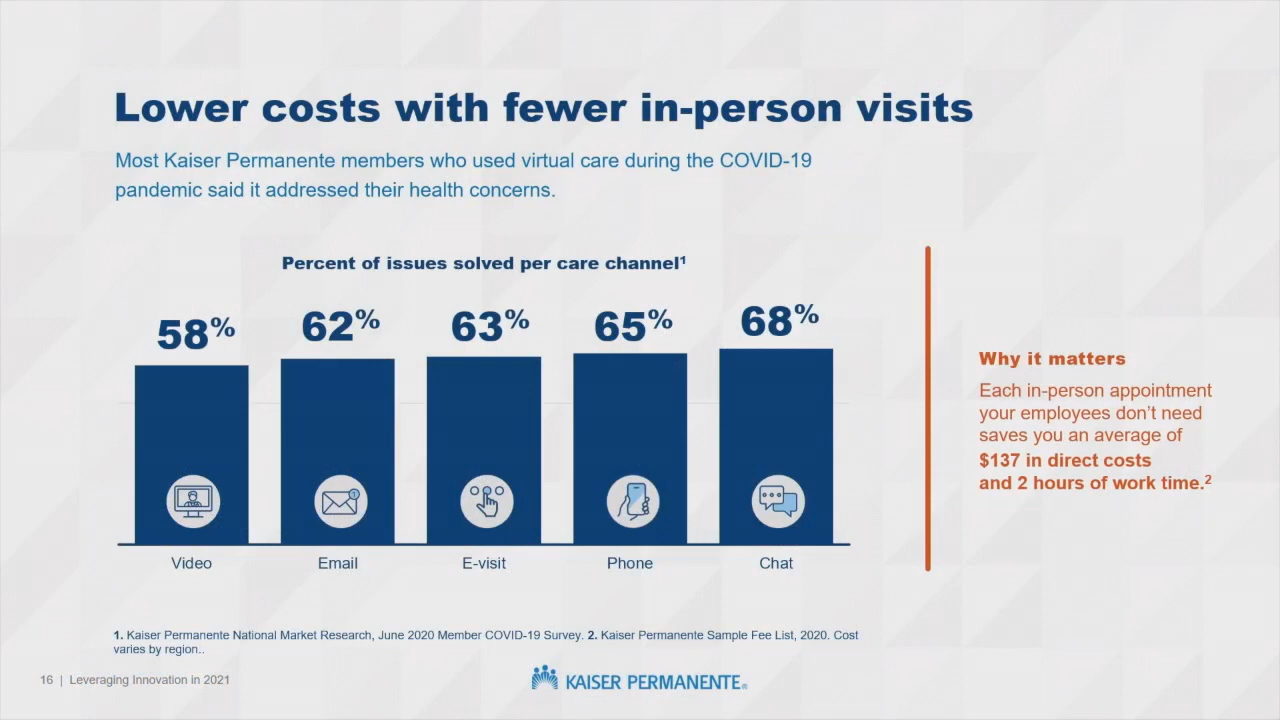 Lower costs with fewer in-person visits
Most Kaiser Permanente members who used virtual care during the COVID-19
pandemic said it addressed their health concerns.
Percent of issues solved per care channel¹
58%
62%
63%
65%
68%
Video
Email
E-visit
Phone
Chat
Why it matters
Each in-person appointment
your employees don’t need
saves you an average of
$137 in direct costs
and 2 hours of work time.²
1. Kaiser Permanente National Market Research, June 2020 Member COVID-19 Survey. 2. Kaiser Permanente Sample Fee List, 2020. Cost
varies by region..
16 | Leveraging Innovation in 2021
KAISER PERMANENTE®